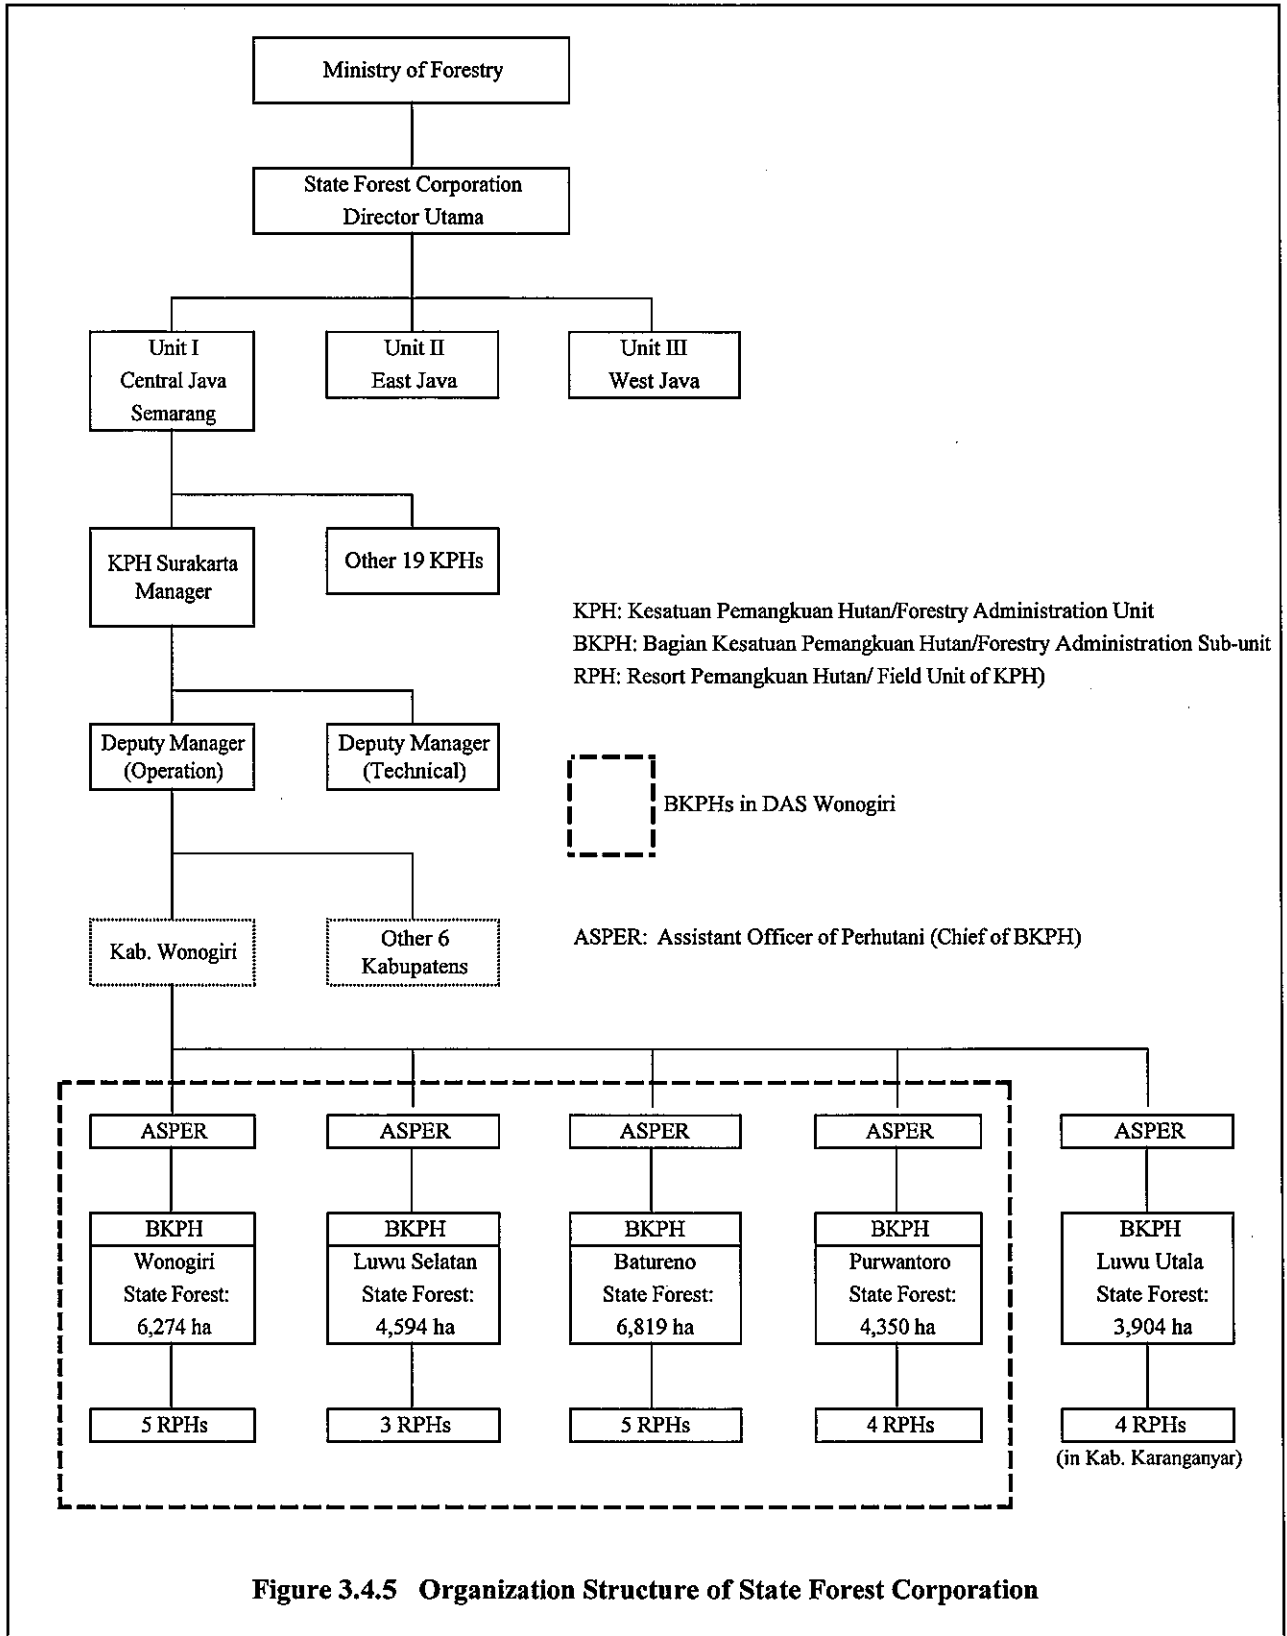 Ministry of Forestry
State Forest Corporation
Director Utama
Unit I
Central Java
Semarang
Unit II
East Java
Unit III
West Java
KPH Surakarta
Manager
Other 19 KPHs
KPH: Kesatuan Pemangkuan Hutan/Forestry Administration Unit
BKPH: Bagian Kesatuan Pemangkuan Hutan/Forestry Administration Sub-unit
RPH: Resort Pemangkuan Hutan/ Field Unit of KPH)
Deputy Manager
(Operation)
Deputy Manager
(Technical)
BKPHs in DAS Wonogiri
Kab. Wonogiri
Other 6
Kabupatens
ASPER: Assistant Officer of Perhutani (Chief of BKPH)
ASPER
ASPER
ASPER
ASPER
ASPER
BKPH
Wonogiri
State Forest:
6,274 ha
BKPH
Luwu Selatan
State Forest:
4,594 ha
BKPH
Batureno
State Forest:
6,819 ha
BKPH
Purwantoro
State Forest:
4,350 ha
BKPH
Luwu Utala
State Forest:
3,904 ha
5 RPHs
3 RPHs
5 RPHs
4 RPHs
4 RPHs
(in Kab. Karanganyar)
Figure 3.4.5 Organization Structure of State Forest Corporation